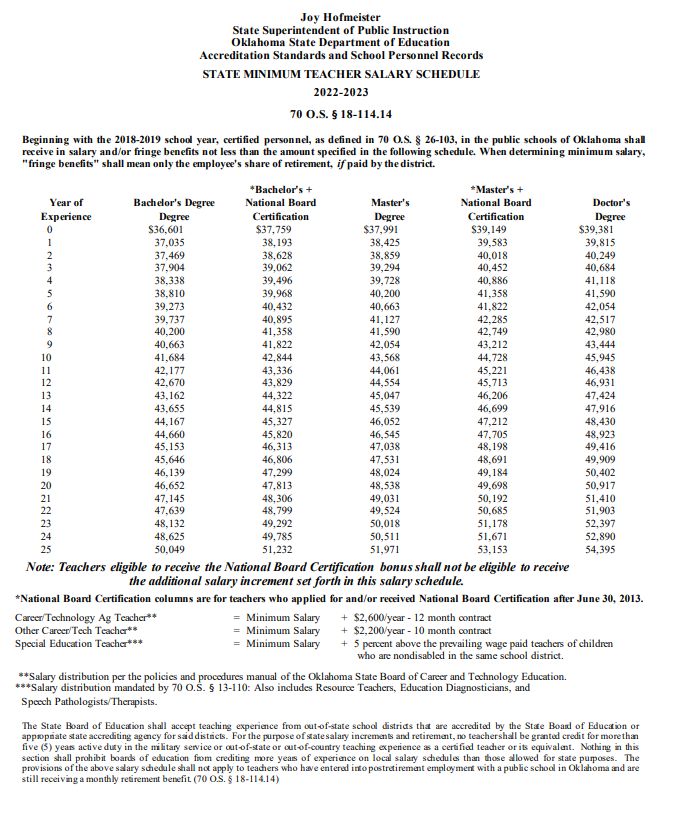 Joy Hofmeister
State Superintendent of Public Instruction
Oklahoma State Department of Education
Accreditation Standards and School Personnel Records
STATE MINIMUM TEACHER SALARY SCHEDULE
2022-2023
70 O.S. § 18-114.14
Beginning with the 2018-2019 school year, certified personnel, as defined in 70 O.S. § 26-103, in the public schools of Oklahoma shall
receive in salary and/or fringe benefits not less than the amount specified in the following schedule. When determining minimum salary,
"fringe benefits" shall mean only the employee's share of retirement, if paid by the district.
*Bachelor's + *Master's +
Year of Bachelor's Degree National Board Master's National Board Doctor's
Experience Degree Certification Degree Certification Degree
0 $36,601 $37,759 $37,991 $39,149 $39,381
1 37,035 38,193 38,425 39,583 39,815
2 37,469 38,628 38,859 40,018 40,249
3 37,904 39,062 39,294 40,452 40,684
4 38,338 39,496 39,728 40,886 41,118
5 38,810 39,968 40,200 41,358 41,590
6 39,273 40,432 40,663 41,822 42,054
7 39,737 40,895 41,127 42,285 42,517
8 40,200 41,358 41,590 42,749 42,980
9 40,663 41,822 42,054 43,212 43,444
10 41,684 42,844 43,568 44,728 45,945
11 42,177 43,336 44,061 45,221 46,438
12 42,670 43,829 44,554 45,713 46,931
13 43,162 44,322 45,047 46,206 47,424
14 43,655 44,815 45,539 46,699 47,916
15 44,167 45,327 46,052 47,212 48,430
16 44,660 45,820 46,545 47,705 48,923
17 45,153 46,313 47,038 48,198 49,416
18 45,646 46,806 47,531 48,691 49,909
19 46,139 47,299 48,024 49,184 50,402
20 46,652 47,813 48,538 49,698 50,917
21 47,145 48,306 49,031 50,192 51,410
22 47,639 48,799 49,524 50,685 51,903
23 48,132 49,292 50,018 51,178 52,397
24 48,625 49,785 50,511 51,671 52,890
25 50,049 51,232 51,971 53,153 54,395
Note: Teachers eligible to receive the National Board Certification bonus shall not be eligible to receive
the additional salary increment set forth in this salary schedule.
*National Board Certification columns are for teachers who applied for and/or received National Board Certification after June 30, 2013.
Career/Technology Ag Teacher** = Minimum Salary + $2,600/year - 12 month contract
Other Career/Tech Teacher** = Minimum Salary + $2,200/year - 10 month contract
Special Education Teacher*** = Minimum Salary + 5 percent above the prevailing wage paid teachers of children
who are nondisabled in the same school district.
**Salary distribution per the policies and procedures manual of the Oklahoma State Board of Career and Technology Education.
***Salary distribution mandated by 70 O.S. § 13-110: Also includes Resource Teachers, Education Diagnosticians, and
Speech Pathologists/Therapists.
The State Board of Education shall accept teaching experience from out-of-state school districts that are accredited by the State Board of Education or
appropriate state accrediting agency for said districts. For the purpose of state salary increments and retirement, no teacher shall be granted credit for more than
five (5) years active duty in the military service or out-of-state or out-of-country teaching experience as a certified teacher or its equivalent. Nothing in this
section shall prohibit boards of education from crediting more years of experience on local salary schedules than those allowed for state purposes. The
provisions of the above salary schedule shall not apply to teachers who have entered into postretirement employment with a public school in Oklahoma and are
still receiving a monthly retirement benefit. (70 O.S. § 18-114-14)